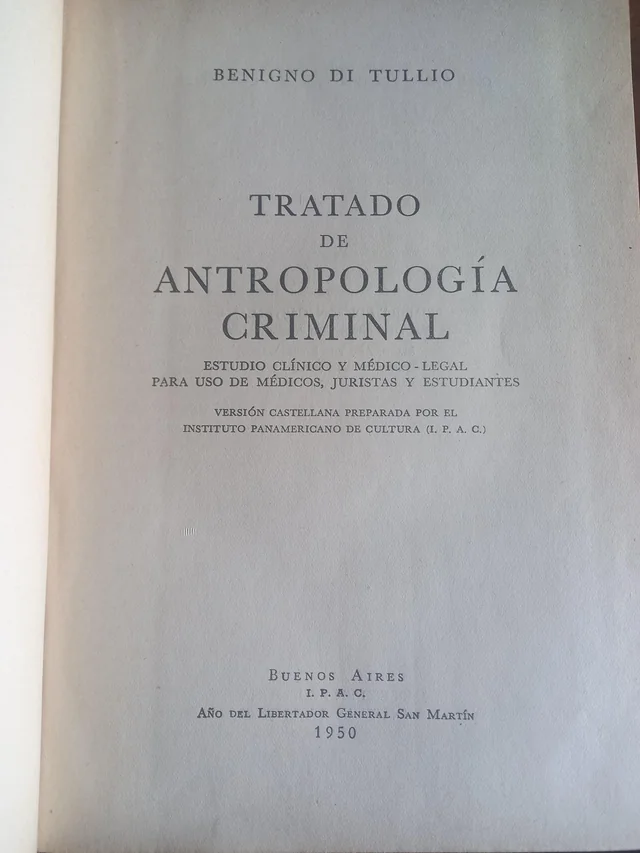 BENIGNO DI TULLIO
TRATADO
DE
ANTROPOLOGÍA
CRIMINAL
ESTUDIO CLÍNICO Y MÉDICO - LEGAL
PARA USO DE MÉDICOS, JURISTAS Y ESTUDIANTES
VERSIÓN CASTELLANA PREPARADA POR EL
INSTITUTO PANAMERICANO DE CULTURA (I. P. A. C.)
BUENOS AIRES
I. P. A. C.
AÑO DEL LIBERTADOR GENERAL SAN MARTÍN
1950